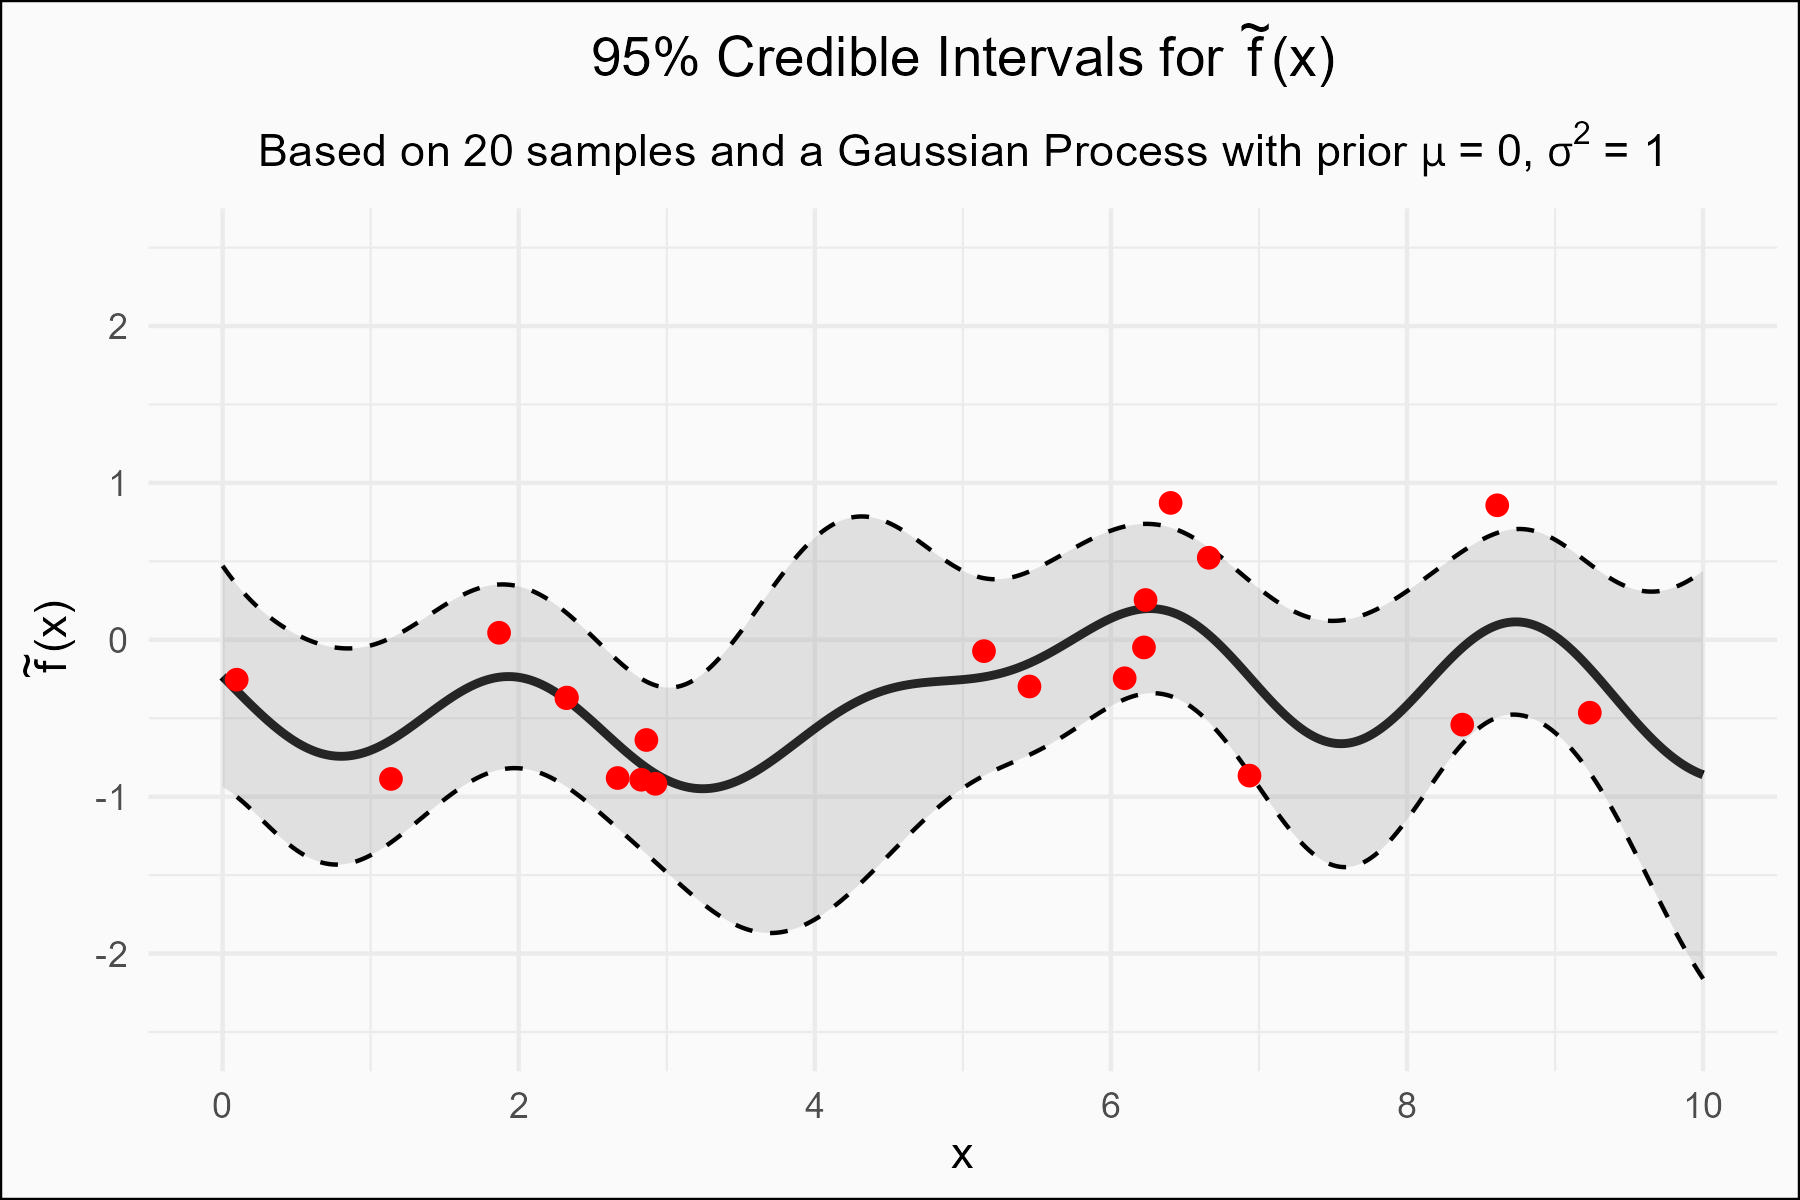 95% Credible Intervals for f̃(x)
Based on 20 samples and a Gaussian Process with prior μ = 0, σ² = 1
f̃(x)
2
1
0
-1
-2
0 2 4 6 8 10
x